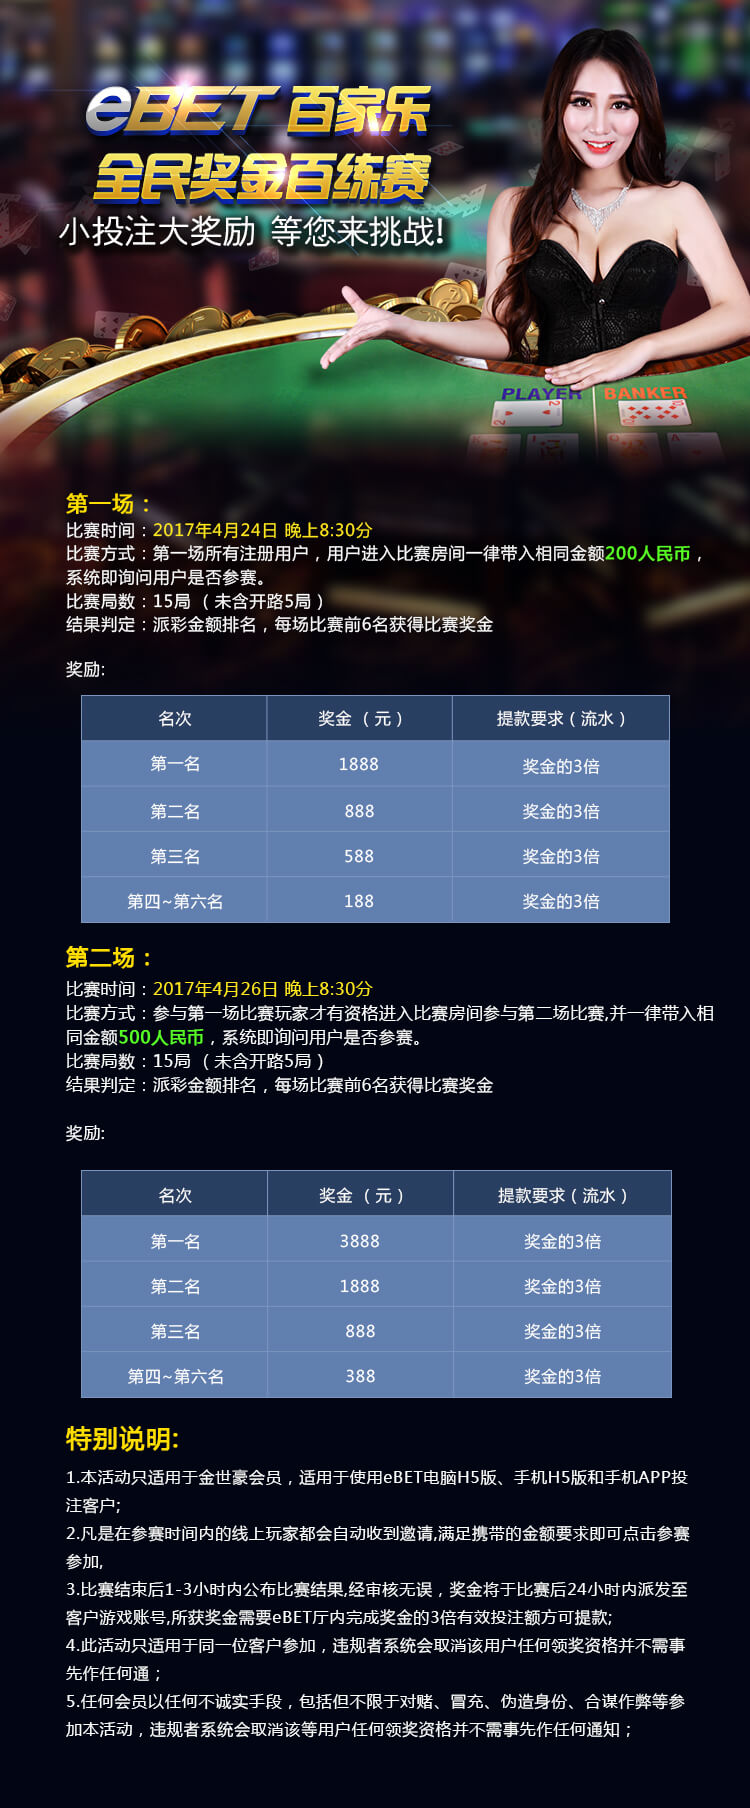 eBET 百家乐
全民奖金百练赛
小投注大奖励 等您来挑战!
PLAYER BANKER
第一场：
比赛时间：2017年4月24日 晚上8:30分
比赛方式：第一场所有注册用户，用户进入比赛房间一律带入相同金额200人民币，
系统即询问用户是否参赛。
比赛局数：15局 （未含开路5局）
结果判定：派彩金额排名，每场比赛前6名获得比赛奖金
奖励:
名次 奖金 （元） 提款要求（流水）
第一名 1888 奖金的3倍
第二名 888 奖金的3倍
第三名 588 奖金的3倍
第四~第六名 188 奖金的3倍
第二场：
比赛时间：2017年4月26日 晚上8:30分
比赛方式：参与第一场比赛玩家才有资格进入比赛房间参与第二场比赛,并一律带入相
同金额500人民币，系统即询问用户是否参赛。
比赛局数：15局 （未含开路5局）
结果判定：派彩金额排名，每场比赛前6名获得比赛奖金
奖励:
名次 奖金 （元） 提款要求（流水）
第一名 3888 奖金的3倍
第二名 1888 奖金的3倍
第三名 888 奖金的3倍
第四~第六名 388 奖金的3倍
特别说明:
1.本活动只适用于金世豪会员，适用于使用eBET电脑H5版、手机H5版和手机APP投
注客户;
2.凡是在参赛时间内的线上玩家都会自动收到邀请,满足携带的金额要求即可点击参赛
参加,
3.比赛结束后1-3小时内公布比赛结果,经审核无误，奖金将于比赛后24小时内派发至
客户游戏账号,所获奖金需要eBET厅内完成奖金的3倍有效投注额方可提款;
4.此活动只适用于同一位客户参加，违规者系统会取消该用户任何领奖资格并不需事
先作任何通；
5.任何会员以任何不诚实手段，包括但不限于对赌、冒充、伪造身份、合谋作弊等参
加本活动，违规者系统会取消该等用户任何领奖资格并不需事先作任何通知；